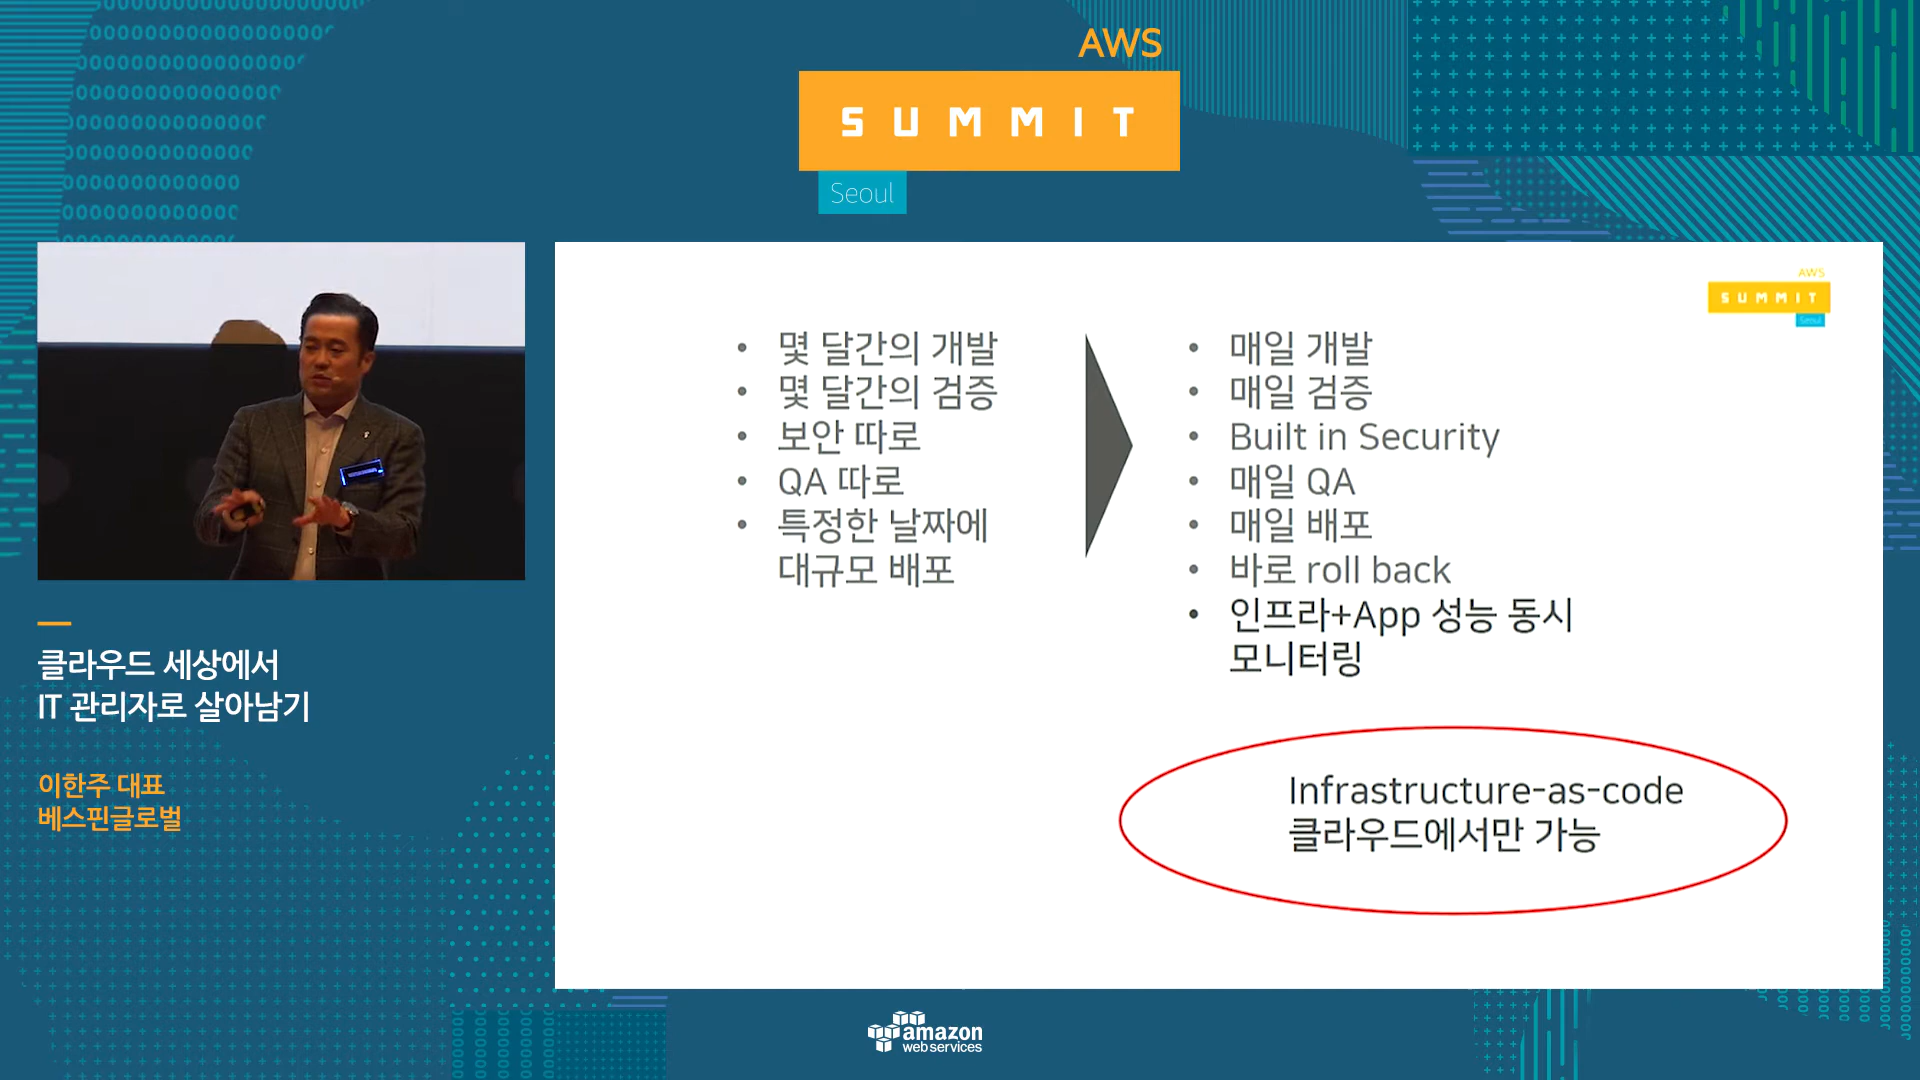 AWS
SUMMIT
Seoul
AWS
SUMMIT
Seoul
• 몇 달간의 개발
• 몇 달간의 검증
• 보안 따로
• QA 따로
• 특정한 날짜에
대규모 배포
• 매일 개발
• 매일 검증
• Built in Security
• 매일 QA
• 매일 배포
• 바로 roll back
• 인프라+App 성능 동시
모니터링
Infrastructure-as-code
클라우드에서만 가능
클라우드 세상에서
IT 관리자로 살아남기
이한주 대표
베스핀글로벌
amazon
web services